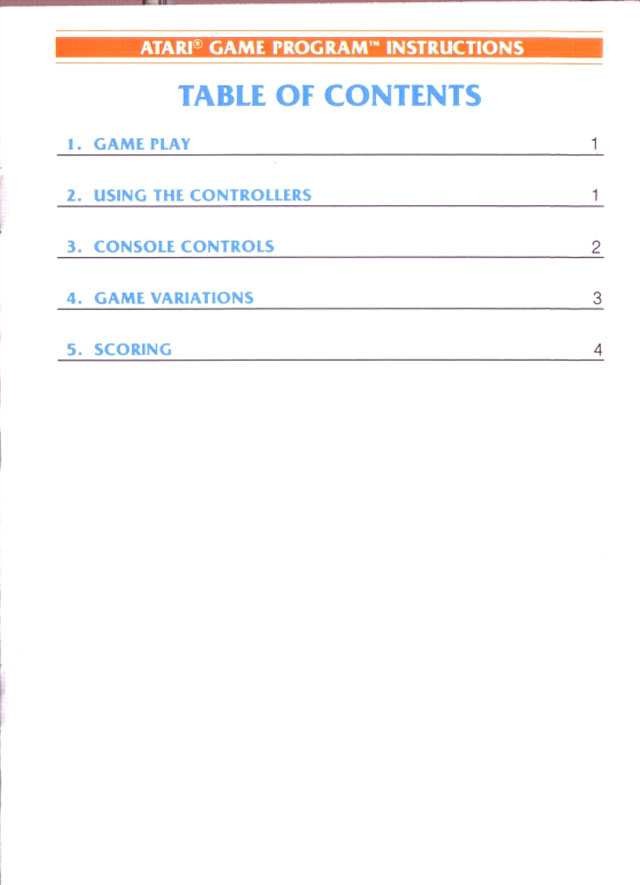 ATARI® GAME PROGRAM™ INSTRUCTIONS
TABLE OF CONTENTS
1. GAME PLAY 1
2. USING THE CONTROLLERS 1
3. CONSOLE CONTROLS 2
4. GAME VARIATIONS 3
5. SCORING 4